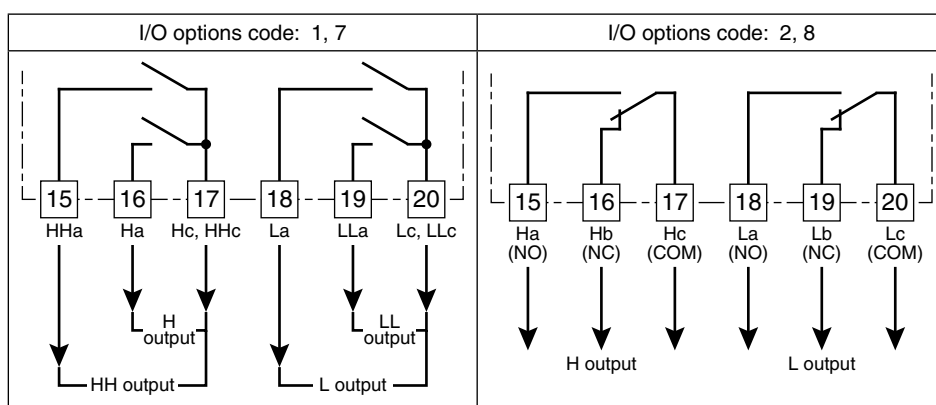 I/O options code: 1, 7
15 16 17 18 19 20
HHa Ha Hc, HHc La LLa Lc, LLc
H
output
LL
output
HH output
L output
I/O options code: 2, 8
15 16 17 18 19 20
Ha Hb Hc La Lb Lc
(NO) (NC) (COM) (NO) (NC) (COM)
H output
L output